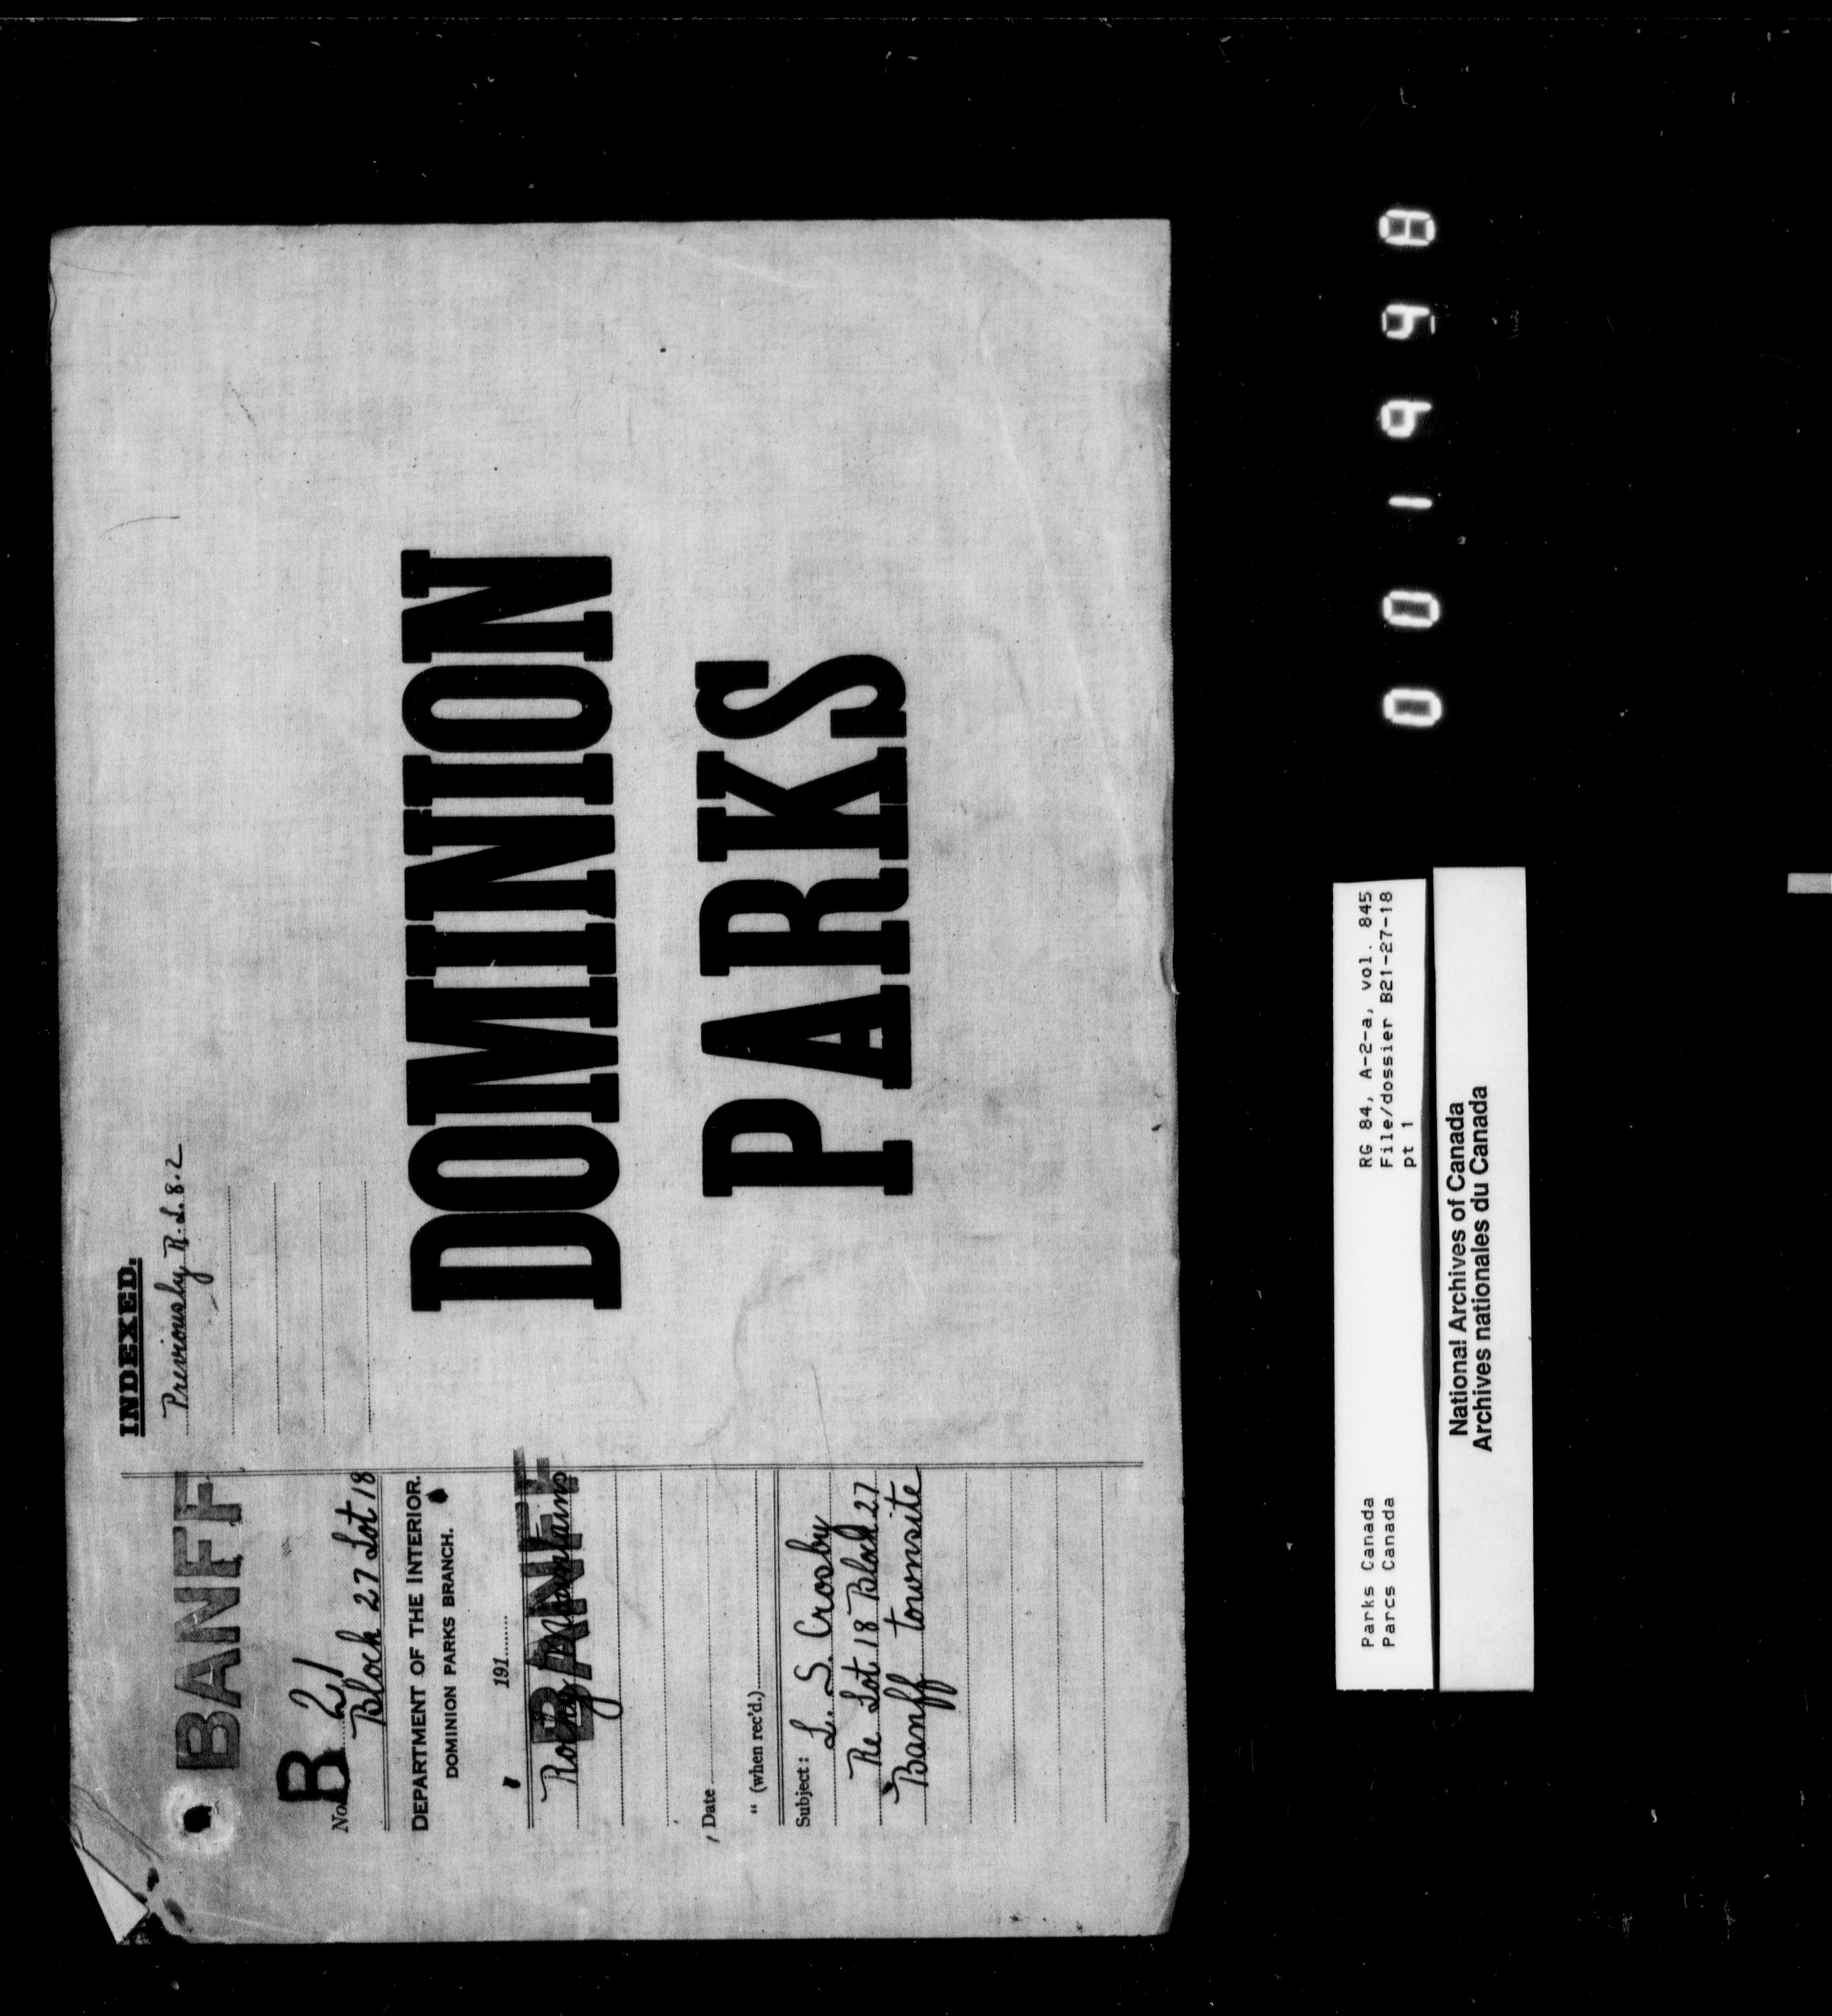 BANFF
INDEXED.
Previously R.L.8.2
No. B 21
Block 27 Lot 18
DEPARTMENT OF THE INTERIOR.
DOMINION PARKS BRANCH.
191
BANFF
Rocky Mountains
Date
" (when rec'd.)
Subject: L. S. Crosby
Re Lot 18 Block 27
Banff townsite
DOMINION
PARKS
Parks Canada
Parcs Canada
RG 84, A-2-a, vol. 845
File/dossier B21-27-18
pt 1
National Archives of Canada
Archives nationales du Canada